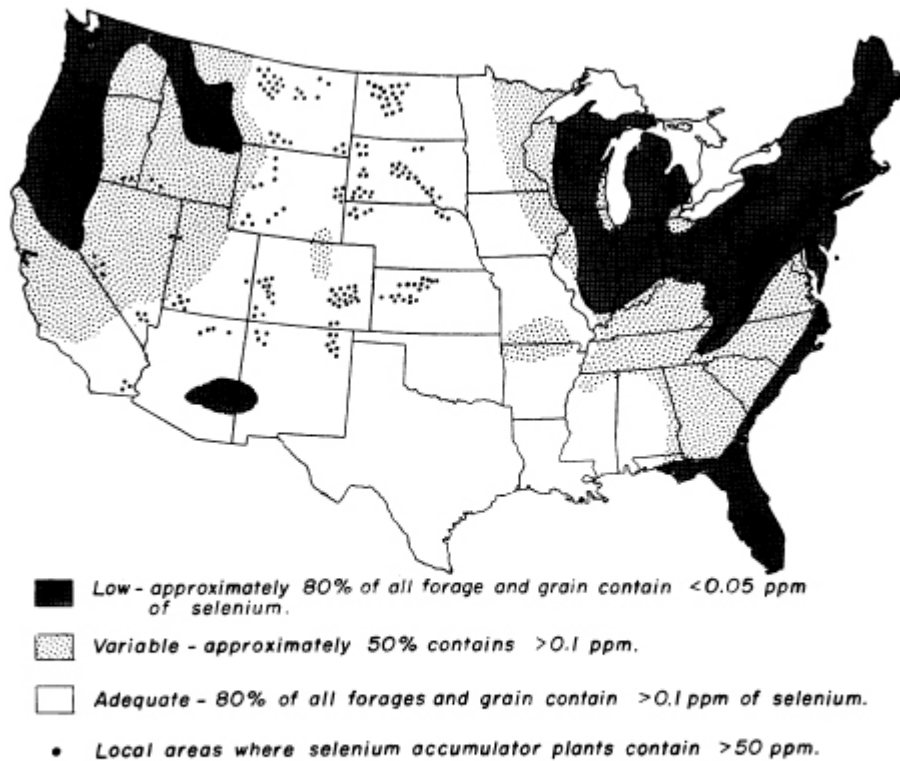 Low - approximately 80% of all forage and grain contain <0.05 ppm
of selenium.
Variable - approximately 50% contains >0.1 ppm.
Adequate - 80% of all forages and grain contain >0.1 ppm of selenium.
Local areas where selenium accumulator plants contain >50 ppm.